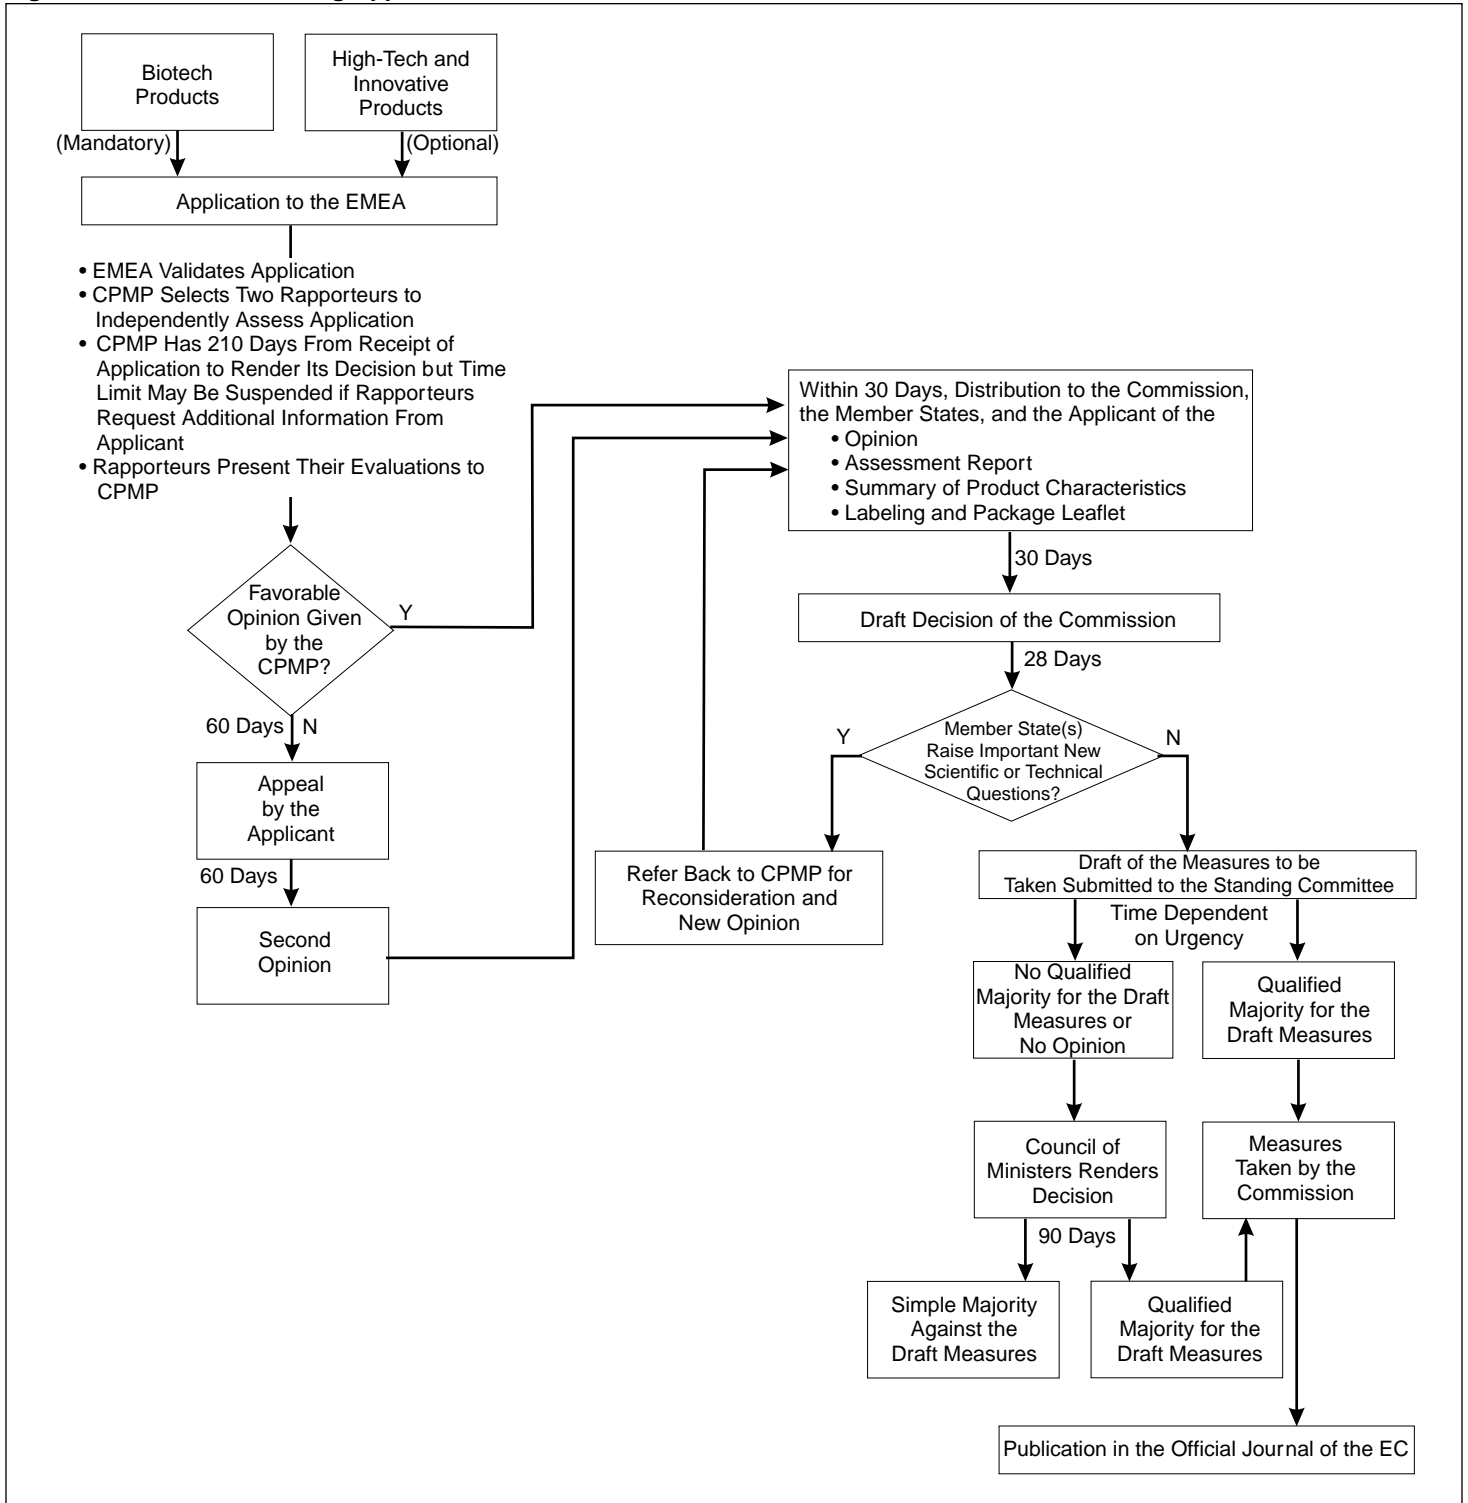 Biotech
Products
High-Tech and
Innovative
Products
(Mandatory)
(Optional)
Application to the EMEA
• EMEA Validates Application
• CPMP Selects Two Rapporteurs to
Independently Assess Application
• CPMP Has 210 Days From Receipt of
Application to Render Its Decision but Time
Limit May Be Suspended if Rapporteurs
Request Additional Information From
Applicant
• Rapporteurs Present Their Evaluations to
CPMP
Favorable
Opinion Given
by the
CPMP?
Y
60 Days
N
Appeal
by the
Applicant
60 Days
Second
Opinion
Within 30 Days, Distribution to the Commission,
the Member States, and the Applicant of the
• Opinion
• Assessment Report
• Summary of Product Characteristics
• Labeling and Package Leaflet
30 Days
Draft Decision of the Commission
28 Days
Member State(s)
Raise Important New
Scientific or Technical
Questions?
Y
N
Refer Back to CPMP for
Reconsideration and
New Opinion
Draft of the Measures to be
Taken Submitted to the Standing Committee
Time Dependent
on Urgency
No Qualified
Majority for the Draft
Measures or
No Opinion
Qualified
Majority for the
Draft Measures
Council of
Ministers Renders
Decision
Measures
Taken by the
Commission
90 Days
Simple Majority
Against the
Draft Measures
Qualified
Majority for the
Draft Measures
Publication in the Official Journal of the EC